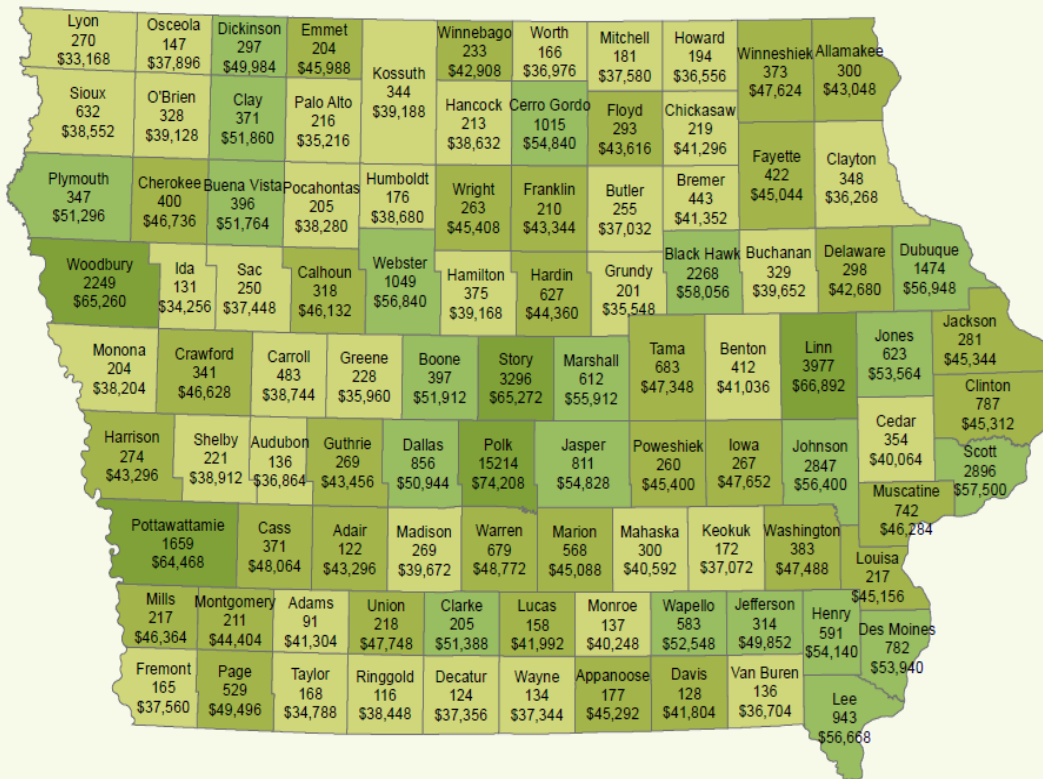 Lyon
270
$33,168
Osceola
147
$37,896
Dickinson
297
$49,984
Emmet
204
$45,988
Kossuth
344
$39,188
Winnebago
233
$42,908
Worth
166
$36,976
Mitchell
181
$37,580
Howard
194
$36,556
Winneshiek
373
$47,624
Allamakee
300
$43,048
Sioux
632
$38,552
O'Brien
328
$39,128
Clay
371
$51,860
Palo Alto
216
$35,216
Hancock
213
$38,632
Cerro Gordo
1015
$54,840
Floyd
293
$43,616
Chickasaw
219
$41,296
Fayette
422
$45,044
Clayton
348
$36,268
Plymouth
347
$51,296
Cherokee
400
$46,736
Buena Vista
396
$51,764
Pocahontas
205
$38,280
Humboldt
176
$38,680
Wright
263
$45,408
Franklin
210
$43,344
Butler
255
$37,032
Bremer
443
$41,352
Woodbury
2249
$65,260
Ida
131
$34,256
Sac
250
$37,448
Calhoun
318
$46,132
Webster
1049
$56,840
Hamilton
375
$39,168
Hardin
627
$44,360
Grundy
201
$35,548
Black Hawk
2268
$58,056
Buchanan
329
$39,652
Delaware
298
$42,680
Dubuque
1474
$56,948
Monona
204
$38,204
Crawford
341
$46,628
Carroll
483
$38,744
Greene
228
$35,960
Boone
397
$51,912
Story
3296
$65,272
Marshall
612
$55,912
Tama
683
$47,348
Benton
412
$41,036
Linn
3977
$66,892
Jones
623
$53,564
Jackson
281
$45,344
Clinton
787
$45,312
Harrison
274
$43,296
Shelby
221
$38,912
Audubon
136
$36,864
Guthrie
269
$43,456
Dallas
856
$50,944
Polk
15214
$74,208
Jasper
811
$54,828
Poweshiek
260
$45,400
Iowa
267
$47,652
Johnson
2847
$56,400
Cedar
354
$40,064
Scott
2896
$57,500
Muscatine
742
$46,284
Pottawattamie
1659
$64,468
Cass
371
$48,064
Adair
122
$43,296
Madison
269
$39,672
Warren
679
$48,772
Marion
568
$45,088
Mahaska
300
$40,592
Keokuk
172
$37,072
Washington
383
$47,488
Louisa
217
$45,156
Mills
217
$46,364
Montgomery
211
$44,404
Adams
91
$41,304
Union
218
$47,748
Clarke
205
$51,388
Lucas
158
$41,992
Monroe
137
$40,248
Wapello
583
$52,548
Jefferson
314
$49,852
Henry
591
$54,140
Des Moines
782
$53,940
Fremont
165
$37,560
Page
529
$49,496
Taylor
168
$34,788
Ringgold
116
$38,448
Decatur
124
$37,356
Wayne
134
$37,344
Appanoose
177
$45,292
Davis
128
$41,804
Van Buren
136
$36,704
Lee
943
$56,668